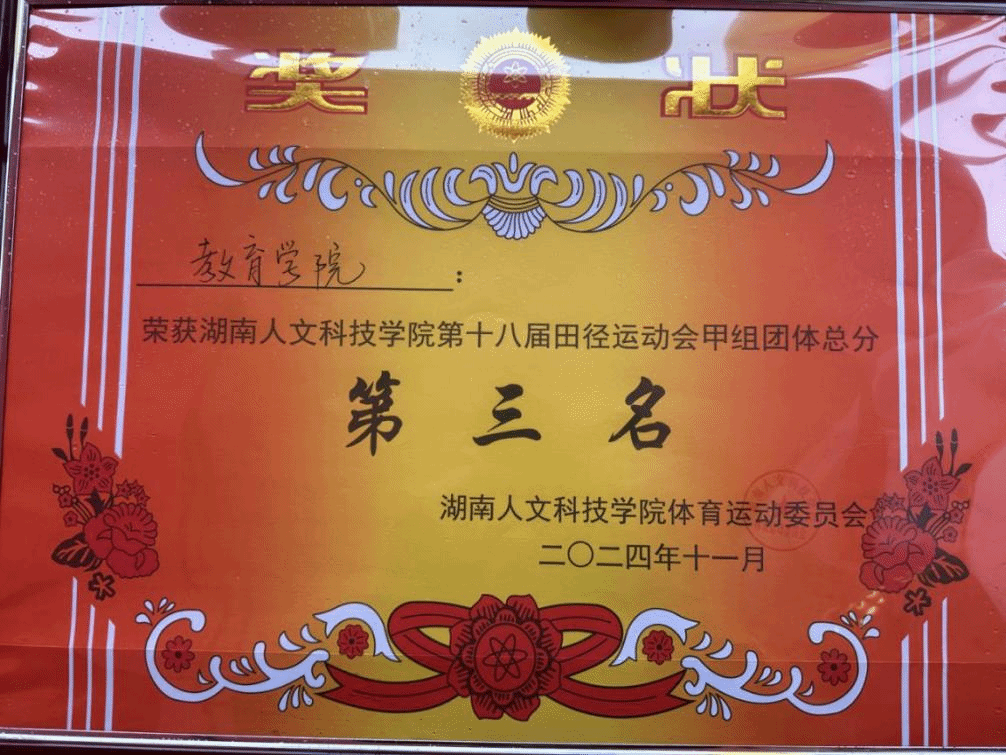 奖 状
教育学院：
荣获湖南人文科技学院第十八届田径运动会甲组团体总分
第 三 名
湖南人文科技学院体育运动委员会
二〇二四年十一月